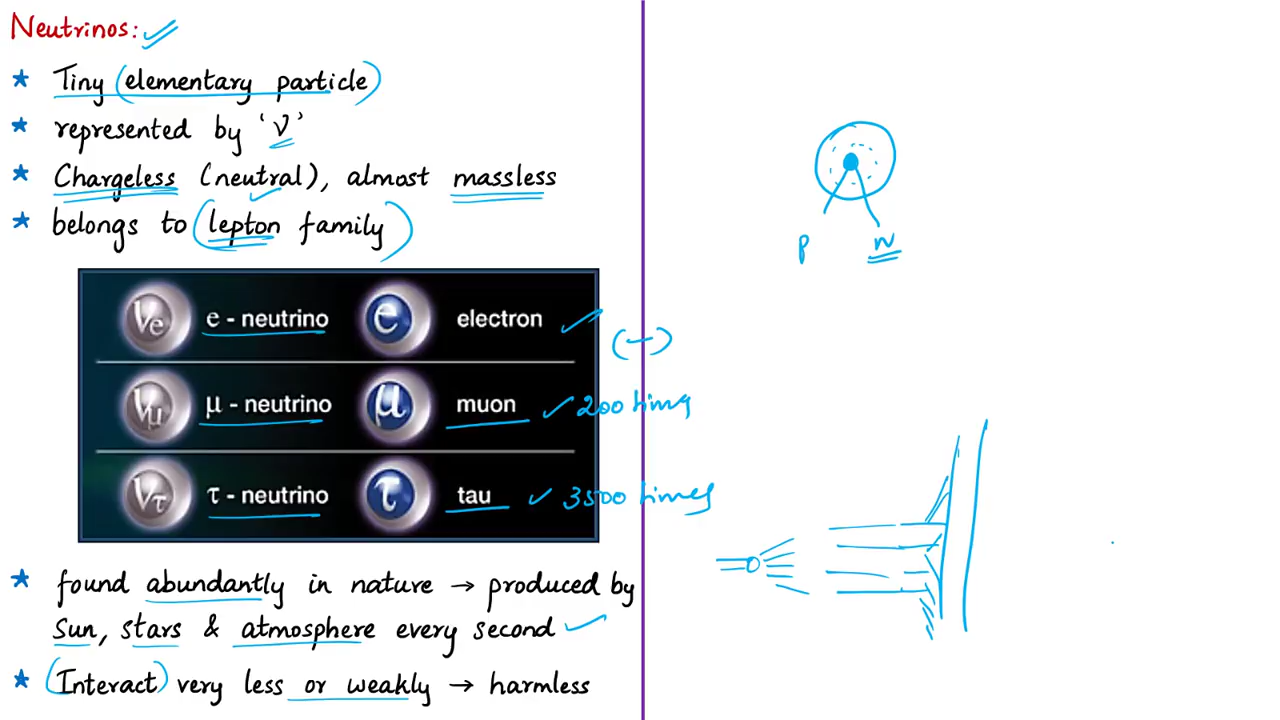 Neutrinos:
* Tiny (elementary particle)
* represented by ‘ν’
* Chargeless (neutral), almost massless
* belongs to (lepton family)
νe e - neutrino e electron
(-)
νμ μ - neutrino μ muon 200 times
ντ τ - neutrino τ tau 3500 times
* found abundantly in nature → produced by
Sun, stars & atmosphere every second
* (Interact) very less or weakly → harmless
P N